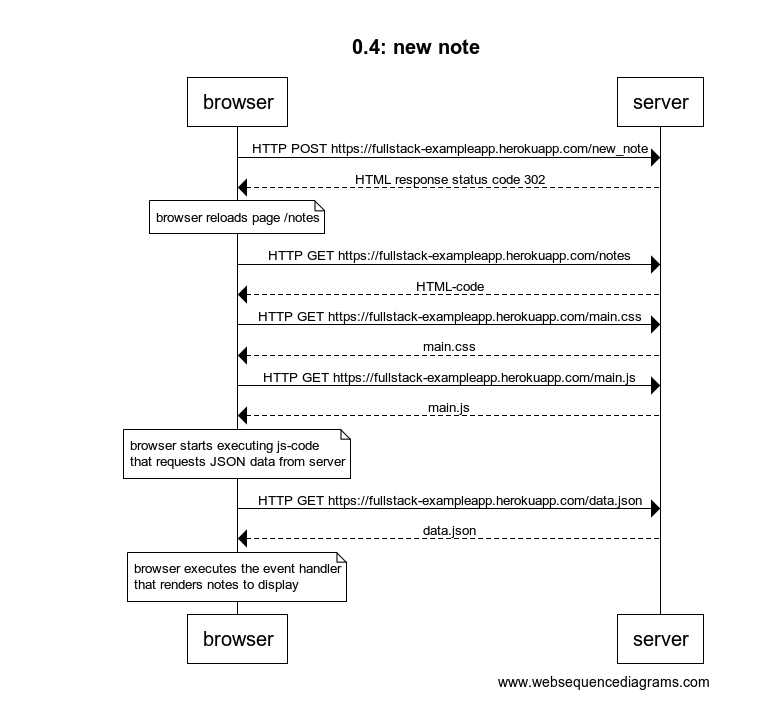 0.4: new note
browser
server
HTTP POST https://fullstack-exampleapp.herokuapp.com/new_note
HTML response status code 302
browser reloads page /notes
HTTP GET https://fullstack-exampleapp.herokuapp.com/notes
HTML-code
HTTP GET https://fullstack-exampleapp.herokuapp.com/main.css
main.css
HTTP GET https://fullstack-exampleapp.herokuapp.com/main.js
main.js
browser starts executing js-code
that requests JSON data from server
HTTP GET https://fullstack-exampleapp.herokuapp.com/data.json
data.json
browser executes the event handler
that renders notes to display
browser
server
www.websequencediagrams.com